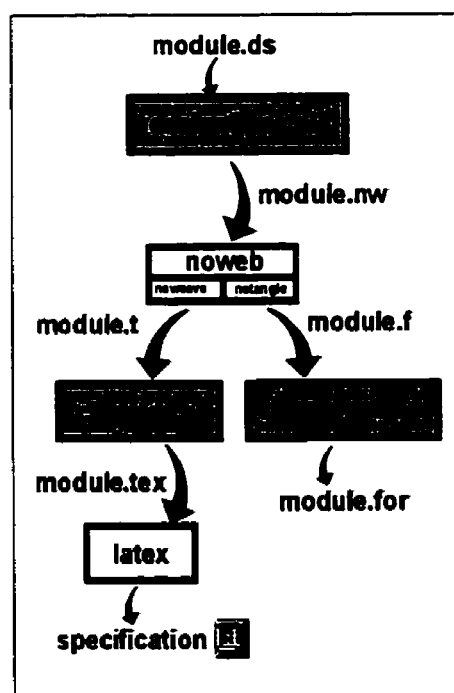 module.ds
module.nw
noweb
noweave notangle
module.t module.f
module.tex
module.for
latex
specification